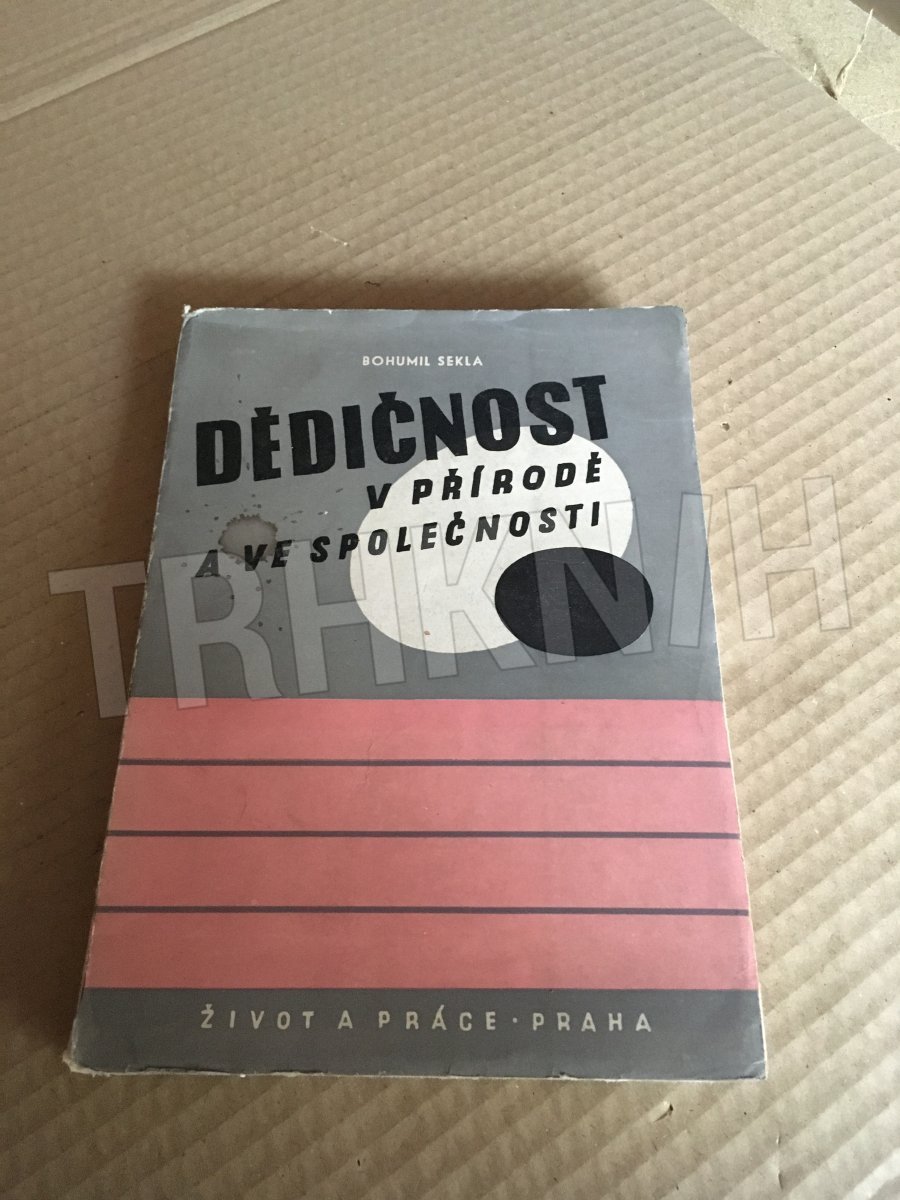 BOHUMIL SEKLA
DĚDIČNOST
V PŘÍRODĚ
A VE SPOLEČNOSTI
TRHKNIH
ŽIVOT A PRÁCE · PRAHA